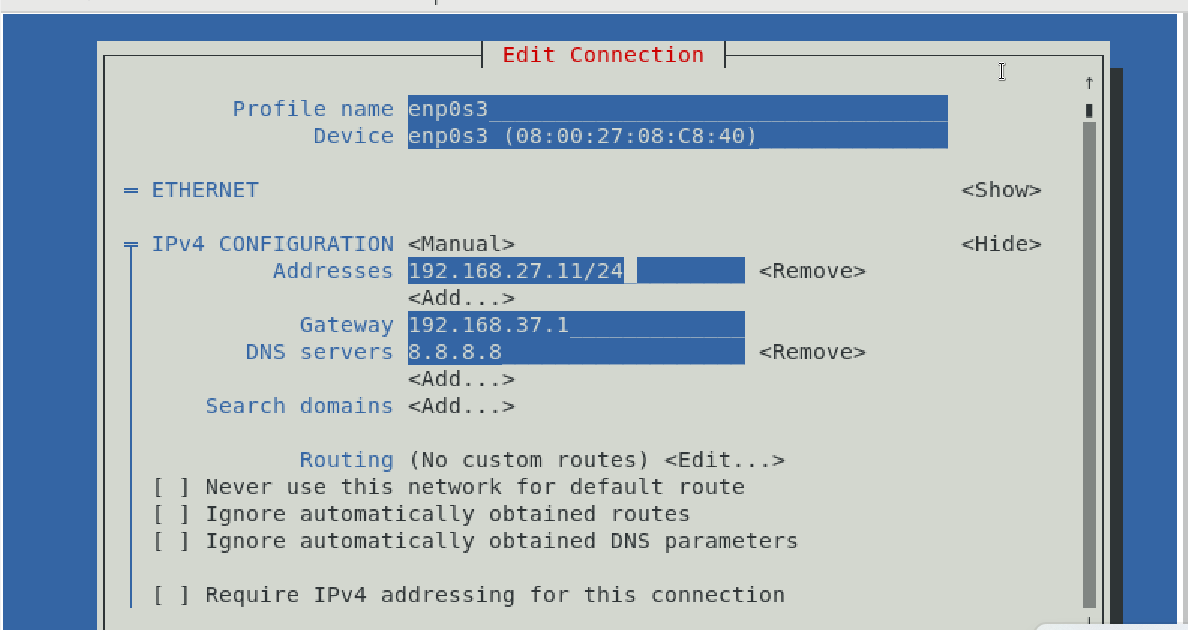 Edit Connection
Profile name enp0s3
Device enp0s3 (08:00:27:08:C8:40)
= ETHERNET <Show>
IPv4 CONFIGURATION <Manual> <Hide>
Addresses 192.168.27.11/24 <Remove>
<Add...>
Gateway 192.168.37.1
DNS servers 8.8.8.8 <Remove>
<Add...>
Search domains <Add...>
Routing (No custom routes) <Edit...>
[ ] Never use this network for default route
[ ] Ignore automatically obtained routes
[ ] Ignore automatically obtained DNS parameters
[ ] Require IPv4 addressing for this connection